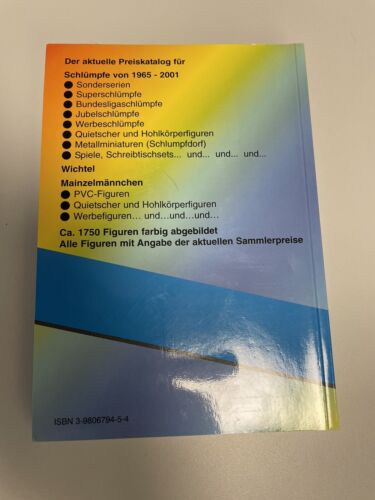 Der aktuelle Preiskatalog für
Schlümpfe von 1965 - 2001
● Sonderserien
● Superschlümpfe
● Bundesligaschlümpfe
● Jubelschlümpfe
● Werbeschlümpfe
● Quietscher und Hohlkörperfiguren
● Metallminiaturen (Schlumpfdorf)
● Spiele, Schreibtischsets... und... und... und...
Wichtel
Mainzelmännchen
● PVC-Figuren
● Quietscher und Hohlkörperfiguren
● Werbefiguren... und...und...und...
Ca. 1750 Figuren farbig abgebildet
Alle Figuren mit Angabe der aktuellen Sammlerpreise
ISBN 3-9806794-5-4